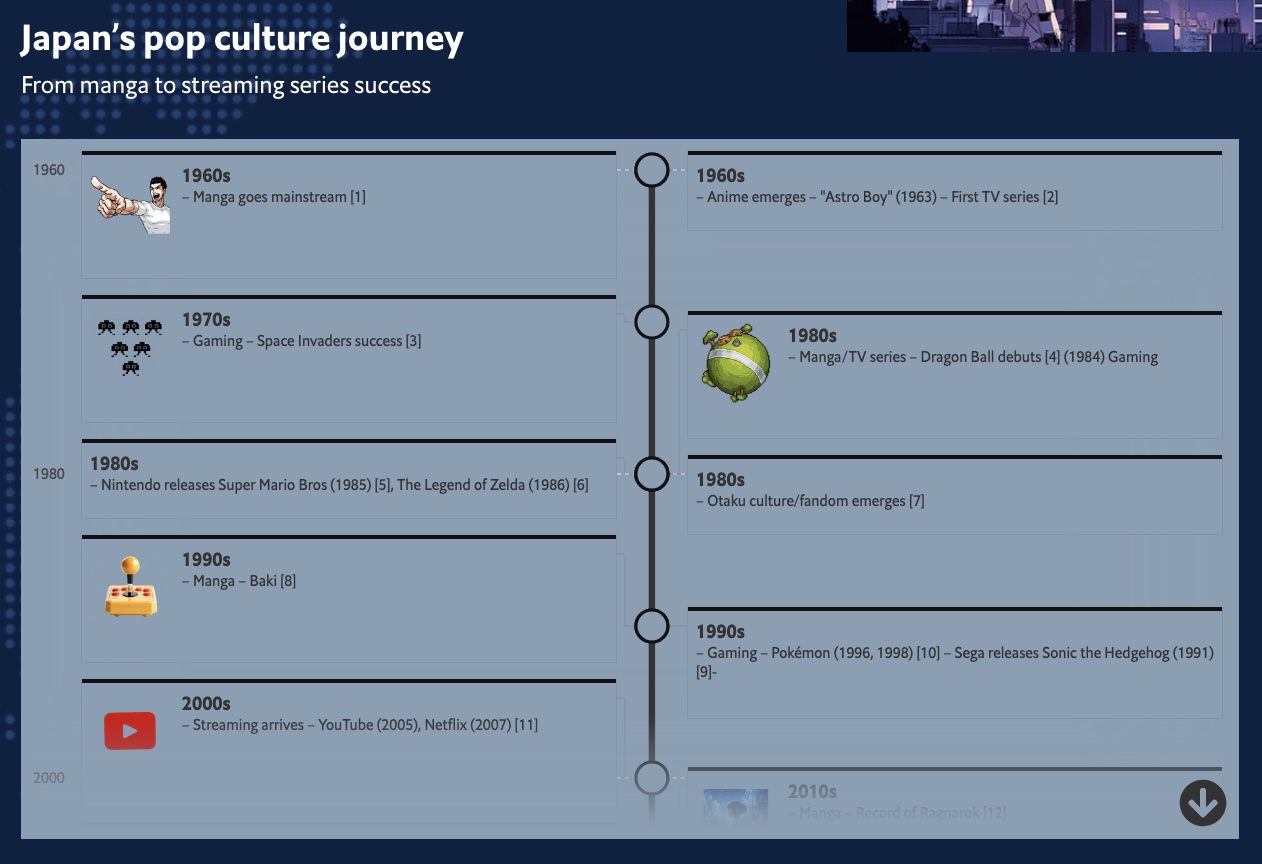 Japan's pop culture journey
From manga to streaming series success
1960
1960s
– Manga goes mainstream [1]
1960s
– Anime emerges – "Astro Boy" (1963) – First TV series [2]
1970s
– Gaming – Space Invaders success [3]
1980s
– Manga/TV series – Dragon Ball debuts [4] (1984) Gaming
1980
1980s
– Nintendo releases Super Mario Bros (1985) [5], The Legend of Zelda (1986) [6]
1980s
– Otaku culture/fandom emerges [7]
1990s
– Manga – Baki [8]
1990s
– Gaming – Pokémon (1996, 1998) [10] – Sega releases Sonic the Hedgehog (1991)
[9]-
2000s
– Streaming arrives – YouTube (2005), Netflix (2007) [11]
2000
2010s
– Manga – Record of Ragnarok [12]